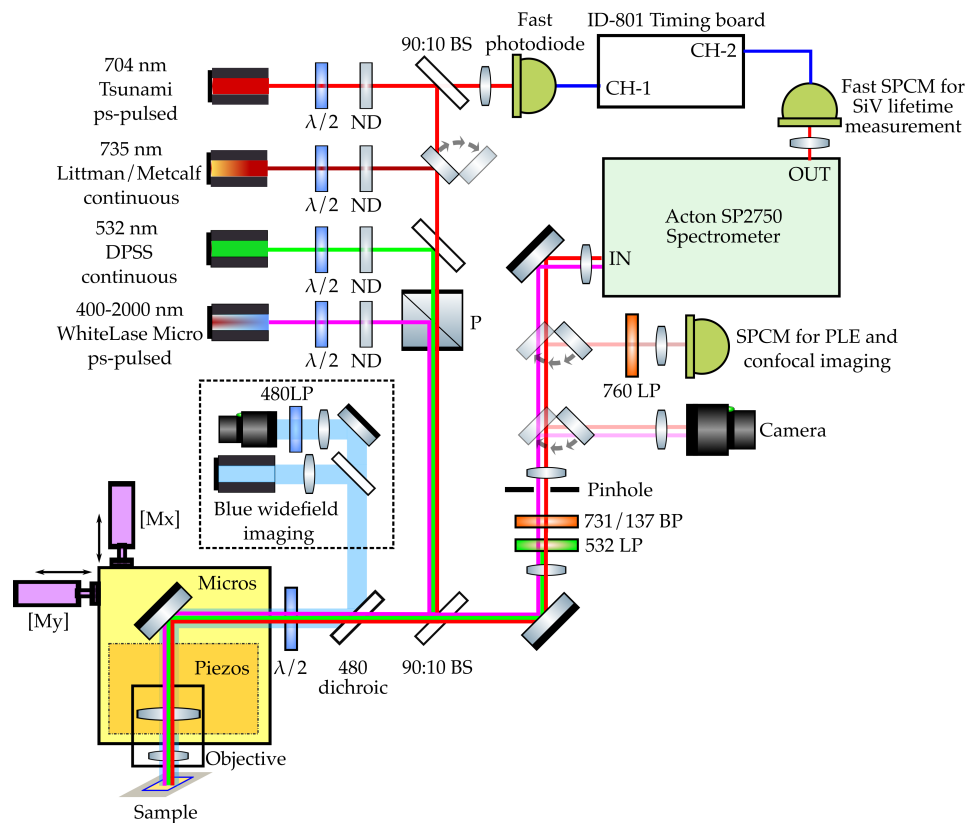 Fast
photodiode
ID-801 Timing board
90:10 BS
CH-2
CH-1
704 nm
Tsunami
ps-pulsed
λ/2
ND
Fast SPCM for
SiV lifetime
measurement
735 nm
Littman/Metcalf
continuous
λ/2
ND
OUT
Acton SP2750
Spectrometer
IN
532 nm
DPSS
continuous
λ/2
ND
400-2000 nm
WhiteLase Micro
ps-pulsed
λ/2
ND
P
SPCM for PLE and
confocal imaging
760 LP
480LP
Camera
Blue widefield
imaging
Pinhole
731/137 BP
532 LP
[Mx]
[My]
Micros
Piezos
λ/2
480
dichroic
90:10 BS
Objective
Sample